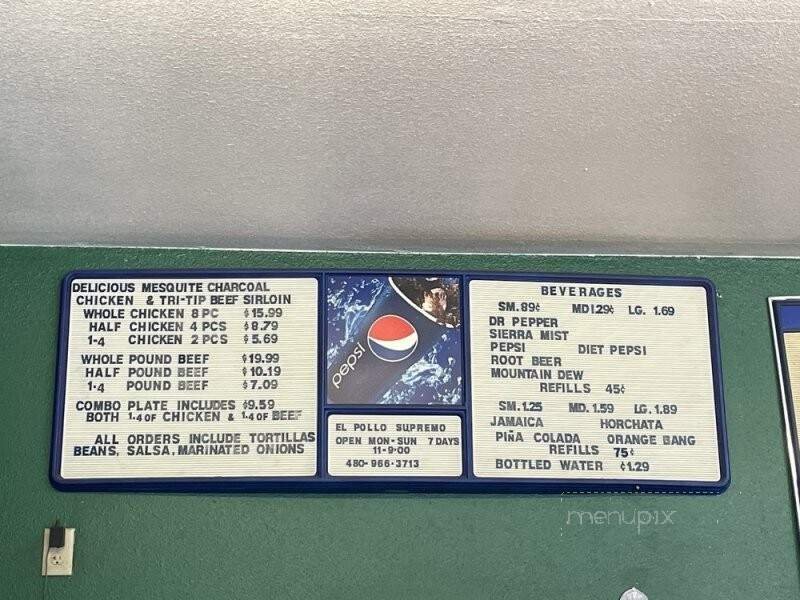 DELICIOUS MESQUITE CHARCOAL
CHICKEN & TRI-TIP BEEF SIRLOIN
WHOLE CHICKEN 8 PC $15.99
HALF CHICKEN 4 PCS $8.79
1-4 CHICKEN 2 PCS $5.69
WHOLE POUND BEEF $19.99
HALF POUND BEEF $10.19
1-4 POUND BEEF $7.09
COMBO PLATE INCLUDES $9.59
BOTH 1-4 OF CHICKEN & 1-4 OF BEEF
ALL ORDERS INCLUDE TORTILLAS
BEANS, SALSA, MARINATED ONIONS
pepsi
EL POLLO SUPREMO
OPEN MON-SUN 7 DAYS
11-9:00
480-966-3713
BEVERAGES
SM. 89¢ MD 1.29¢ LG. 1.69
DR PEPPER
SIERRA MIST
PEPSI DIET PEPSI
ROOT BEER
MOUNTAIN DEW
REFILLS 45¢
SM. 1.25 MD. 1.59 LG. 1.89
JAMAICA HORCHATA
PIÑA COLADA ORANGE BANG
REFILLS 75¢
BOTTLED WATER ¢1.29
menupix